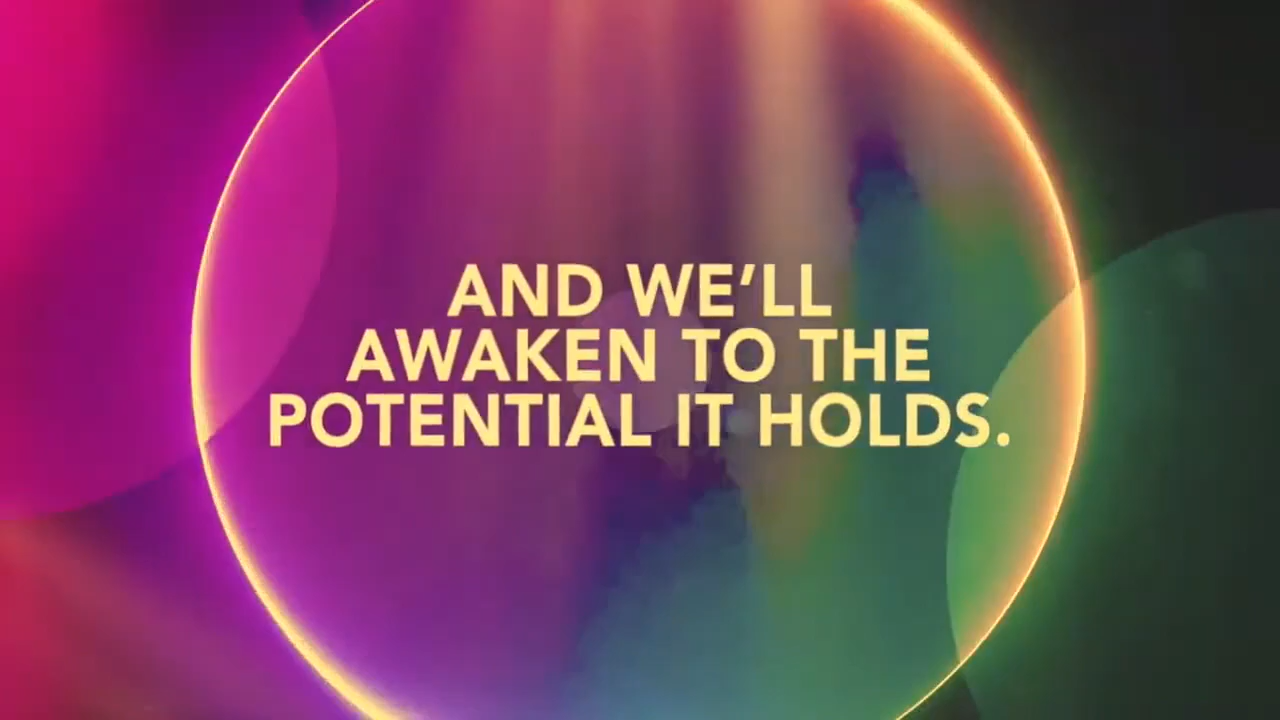 AND WE’LL
AWAKEN TO THE
POTENTIAL IT HOLDS.